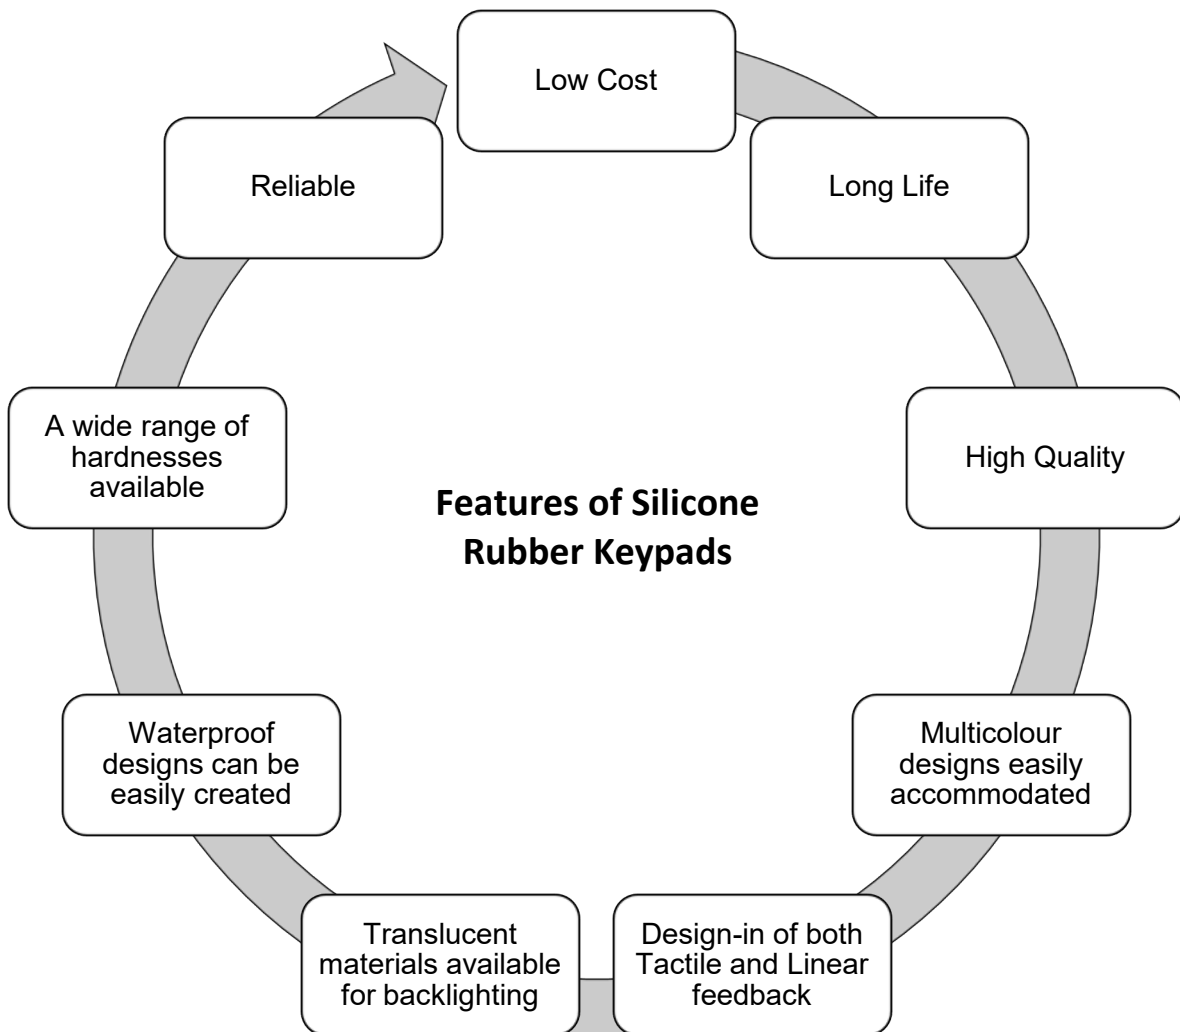 Low Cost
Long Life
High Quality
Multicolour
designs easily
accommodated
Design-in of both
Tactile and Linear
feedback
Translucent
materials available
for backlighting
Waterproof
designs can be
easily created
A wide range of
hardnesses
available
Reliable
Features of Silicone
Rubber Keypads